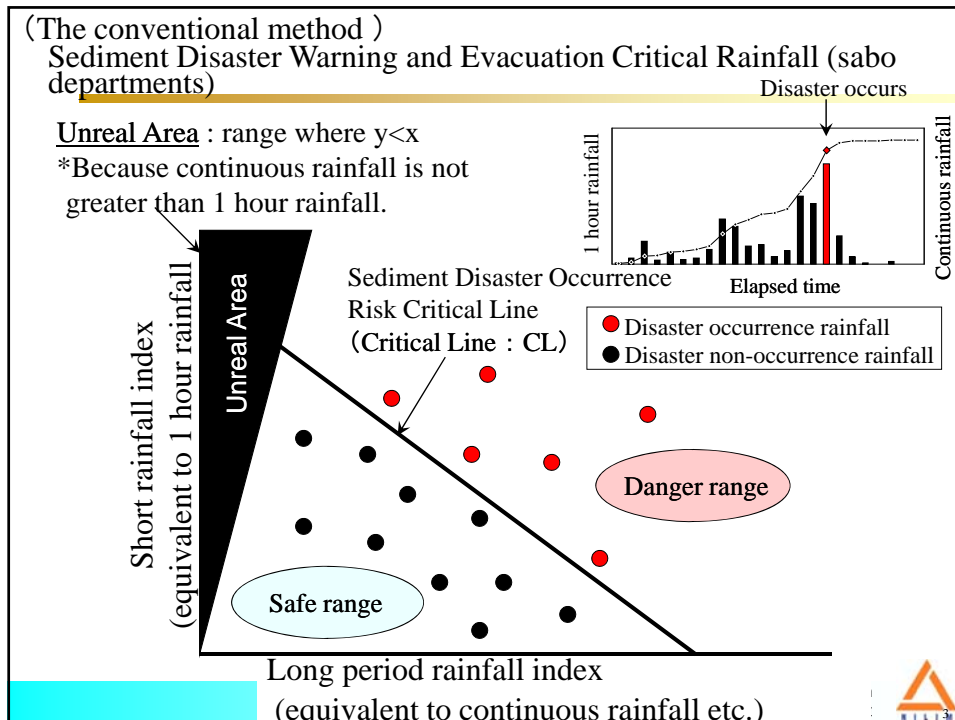 （The conventional method ）
Sediment Disaster Warning and Evacuation Critical Rainfall (sabo
departments)
Disaster occurs
Unreal Area : range where y<x
*Because continuous rainfall is not
greater than 1 hour rainfall.
1 hour rainfall
Continuous rainfall
Elapsed time
Sediment Disaster Occurrence
Risk Critical Line
（Critical Line：CL）
Disaster occurrence rainfall
Disaster non-occurrence rainfall
Unreal Area
Short rainfall index
(equivalent to 1 hour rainfall)
Danger range
Safe range
Long period rainfall index
(equivalent to continuous rainfall etc.)
3